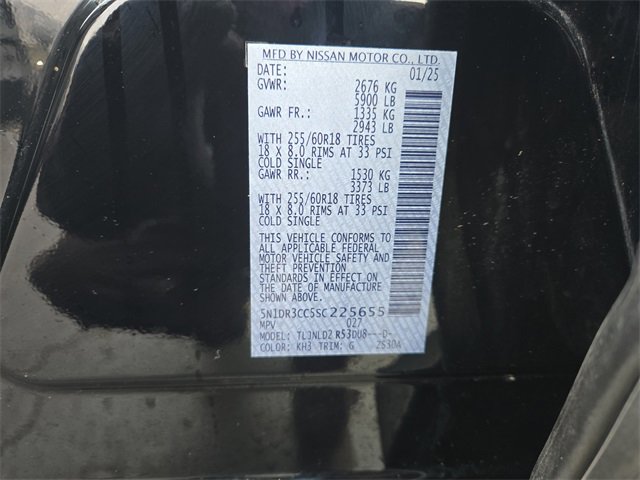 MFD BY NISSAN MOTOR CO., LTD.
DATE: 01/25
GVWR: 2676 KG
5900 LB
GAWR FR.: 1335 KG
2943 LB
WITH 255/60R18 TIRES
18 X 8.0 RIMS AT 33 PSI
COLD SINGLE
GAWR RR.: 1530 KG
3373 LB
WITH 255/60R18 TIRES
18 X 8.0 RIMS AT 33 PSI
COLD SINGLE
THIS VEHICLE CONFORMS TO
ALL APPLICABLE FEDERAL
MOTOR VEHICLE SAFETY AND
THEFT PREVENTION
STANDARDS IN EFFECT ON
THE DATE OF MANUFACTURE
SHOWN ABOVE.
5N1DR3CC5SC225655
MPV 027
MODEL: TLJNLD2 R53DU8---D-
COLOR: KH3 TRIM: G